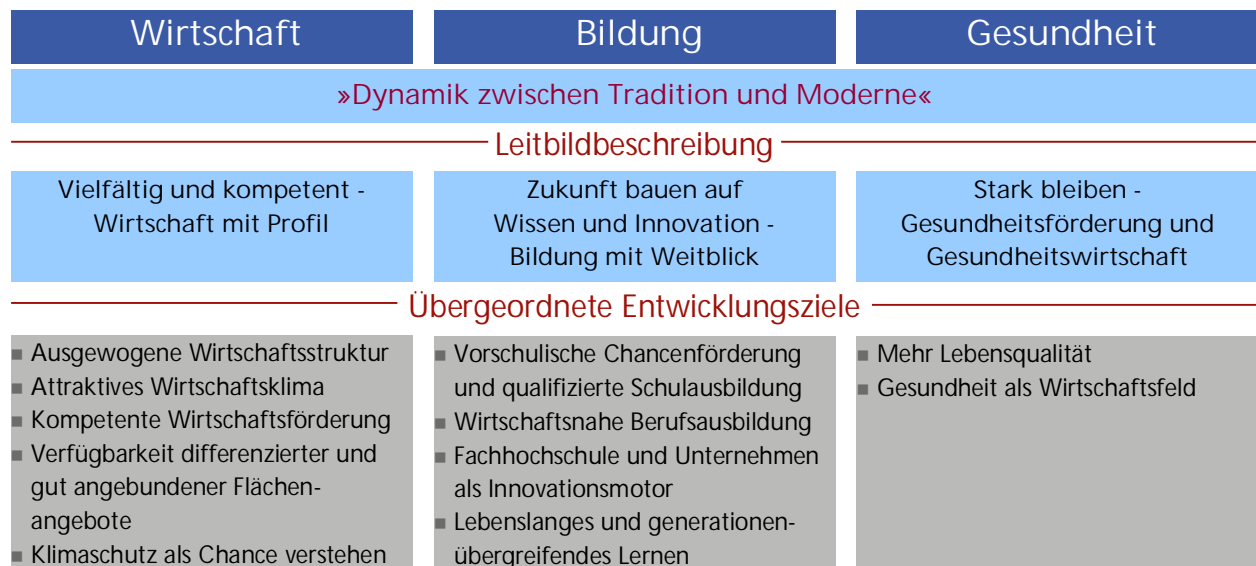 Wirtschaft
Bildung
Gesundheit
»Dynamik zwischen Tradition und Moderne«
Leitbildbeschreibung
Vielfältig und kompetent -
Wirtschaft mit Profil
Zukunft bauen auf
Wissen und Innovation -
Bildung mit Weitblick
Stark bleiben -
Gesundheitsförderung und
Gesundheitswirtschaft
Übergeordnete Entwicklungsziele
Ausgewogene Wirtschaftsstruktur
Attraktives Wirtschaftsklima
Kompetente Wirtschaftsförderung
Verfügbarkeit differenzierter und
gut angebundener Flächen-
angebote
Klimaschutz als Chance verstehen
Vorschulische Chancenförderung
und qualifizierte Schulausbildung
Wirtschaftsnahe Berufsausbildung
Fachhochschule und Unternehmen
als Innovationsmotor
Lebenslanges und generationen-
übergreifendes Lernen
Mehr Lebensqualität
Gesundheit als Wirtschaftsfeld